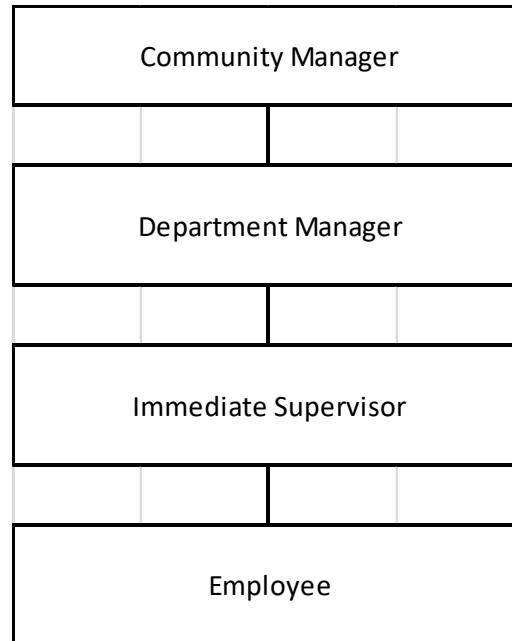 Community Manager
Department Manager
Immediate Supervisor
Employee